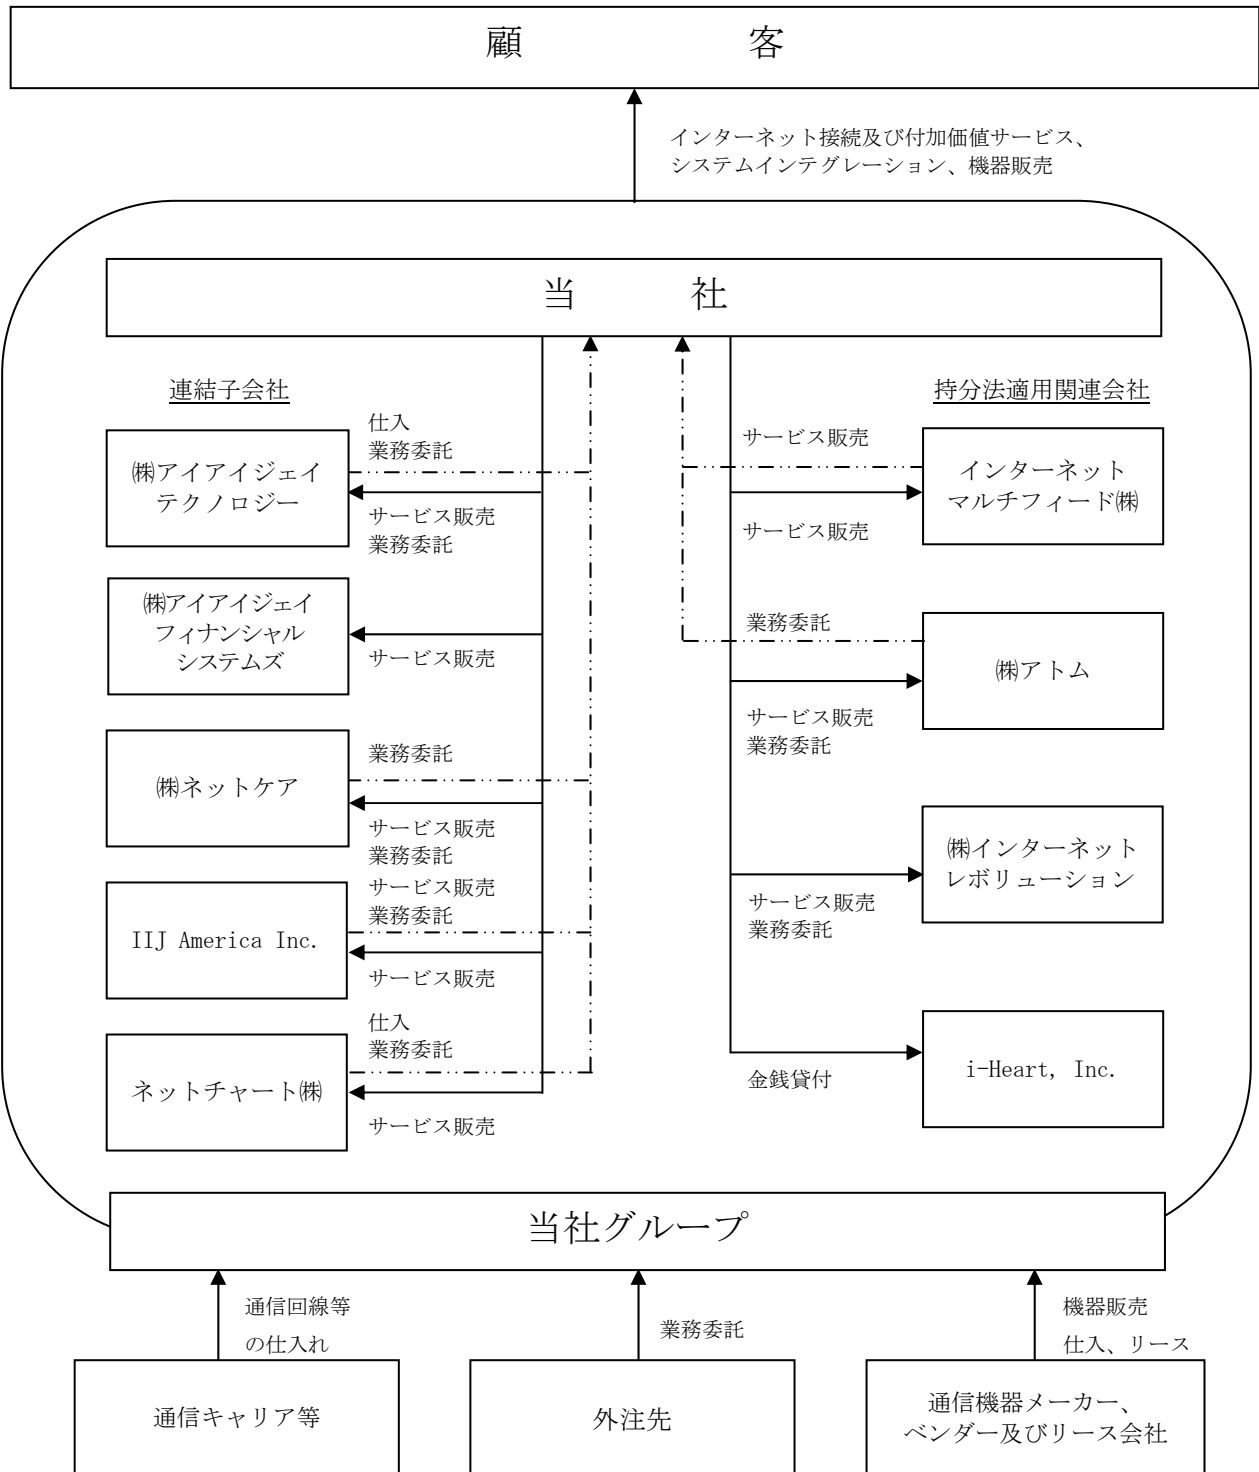 顧 客
インターネット接続及び付加価値サービス、
システムインテグレーション、機器販売
当 社
連結子会社
持分法適用関連会社
㈱アイアイジェイ
テクノロジー
仕入
業務委託
サービス販売
業務委託
㈱アイアイジェイ
フィナンシャル
システムズ
サービス販売
㈱ネットケア
業務委託
サービス販売
業務委託
IIJ America Inc.
サービス販売
業務委託
サービス販売
ネットチャート㈱
仕入
業務委託
サービス販売
サービス販売
サービス販売
インターネット
マルチフィード㈱
業務委託
サービス販売
業務委託
㈱アトム
サービス販売
業務委託
㈱インターネット
レボリューション
金銭貸付
i-Heart, Inc.
当社グループ
通信回線等
の仕入れ
業務委託
機器販売
仕入、リース
通信キャリア等
外注先
通信機器メーカー、
ベンダー及びリース会社